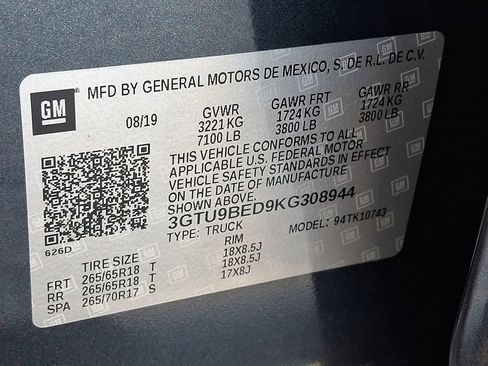 GM
MFD BY GENERAL MOTORS DE MEXICO, S. DE R.L. DE C.V.
08/19 GVWR GAWR FRT GAWR RR
3221 KG 1724 KG 1724 KG
7100 LB 3800 LB 3800 LB
THIS VEHICLE CONFORMS TO ALL
APPLICABLE U.S. FEDERAL MOTOR
VEHICLE SAFETY STANDARDS IN EFFECT
ON THE DATE OF MANUFACTURE
SHOWN ABOVE.
3GTU9BED9KG308944
626D TYPE: TRUCK MODEL: 94TK10743
TIRE SIZE RIM
FRT 265/65R18 T 18X8.5J
RR 265/65R18 T 18X8.5J
SPA 265/70R17 S 17X8J